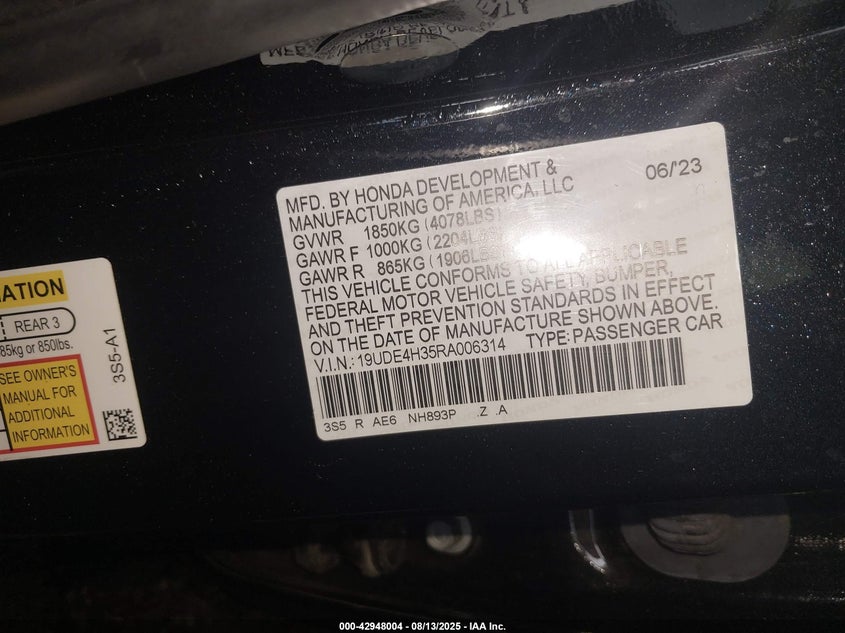 MFD. BY HONDA DEVELOPMENT &
MANUFACTURING OF AMERICA, LLC
06/'23
GVWR 1850KG (4078LBS)
GAWR F 1000KG (2204LBS)
GAWR R 865KG (1906LBS)
THIS VEHICLE CONFORMS TO ALL APPLICABLE
FEDERAL MOTOR VEHICLE SAFETY, BUMPER,
AND THEFT PREVENTION STANDARDS IN EFFECT
ON THE DATE OF MANUFACTURE SHOWN ABOVE.
V.I.N.: 19UDE4H35RA006314 TYPE: PASSENGER CAR
3S5 R AE6 NH893P .Z .A
ATION
REAR 3
85kg or 850lbs.
SEE OWNER'S
MANUAL FOR
ADDITIONAL
INFORMATION
3S5-A1
000-42948004 - 08/13/2025 - IAA Inc.